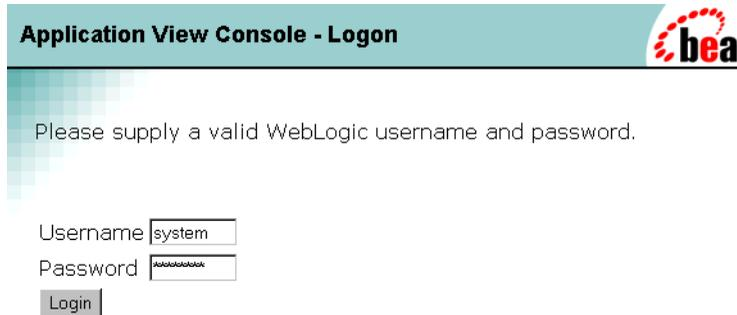 Application View Console - Logon
bea
Please supply a valid WebLogic username and password.
Username system
Password ********
Login